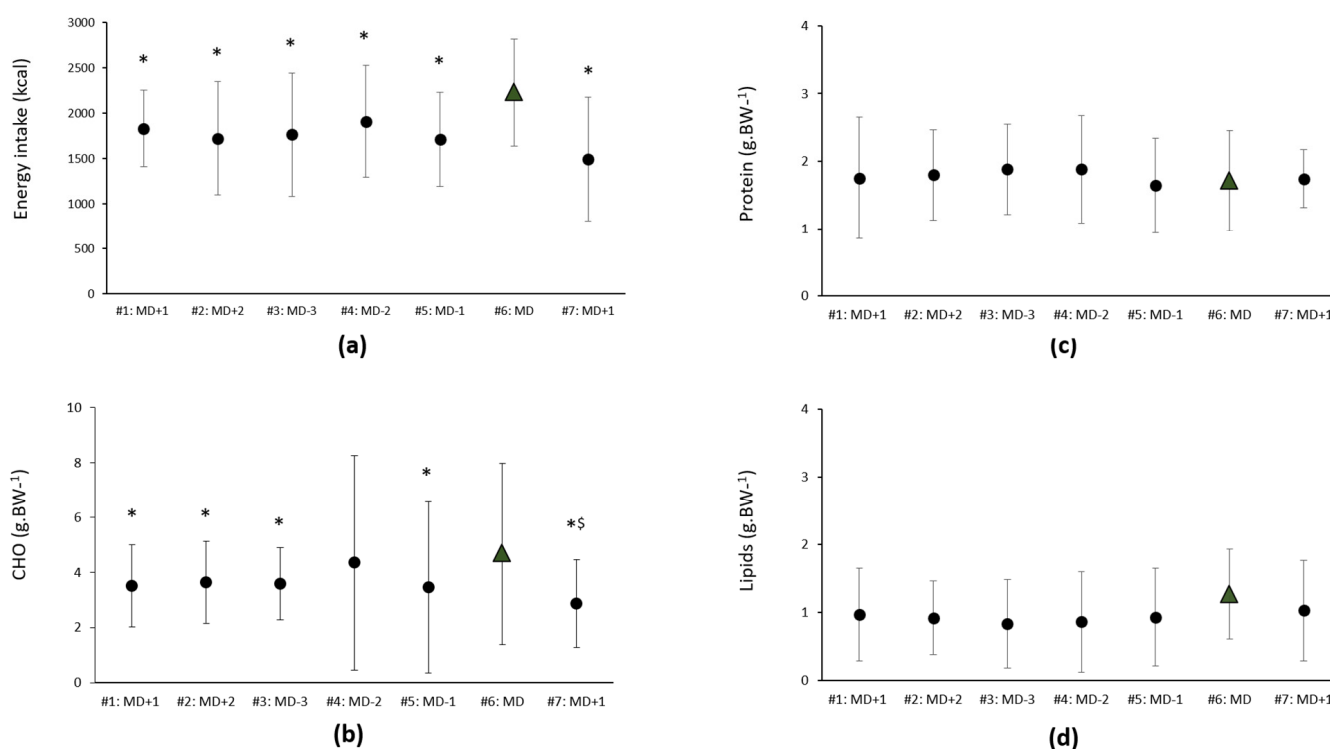 Energy intake (kcal)
3000
2500
2000
1500
1000
500
0
* * * * * *
#1: MD+1 #2: MD+2 #3: MD-3 #4: MD-2 #5: MD-1 #6: MD #7: MD+1
(a)
Protein (g.BW-¹)
4
3
2
1
0
#1: MD+1 #2: MD+2 #3: MD-3 #4: MD-2 #5: MD-1 #6: MD #7: MD+1
(c)
CHO (g.BW-¹)
10
8
6
4
2
0
* * * * *$
#1: MD+1 #2: MD+2 #3: MD-3 #4: MD-2 #5: MD-1 #6: MD #7: MD+1
(b)
Lipids (g.BW-¹)
4
3
2
1
0
#1: MD+1 #2: MD+2 #3: MD-3 #4: MD-2 #5: MD-1 #6: MD #7: MD+1
(d)